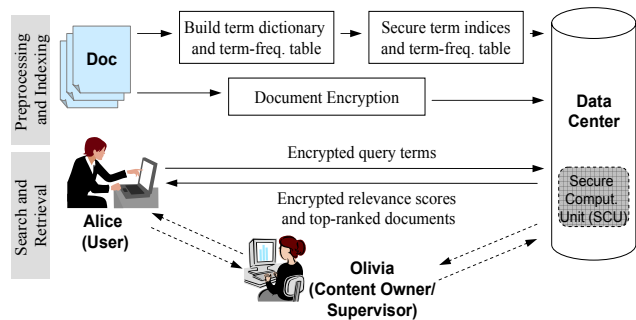 Preprocessing
and Indexing
Doc
Build term dictionary
and term-freq. table
Secure term indices
and term-freq. table
Document Encryption
Data
Center
Search and
Retrieval
Encrypted query terms
Encrypted relevance scores
and top-ranked documents
Secure
Comput.
Unit (SCU)
Alice
(User)
Olivia
(Content Owner/
Supervisor)